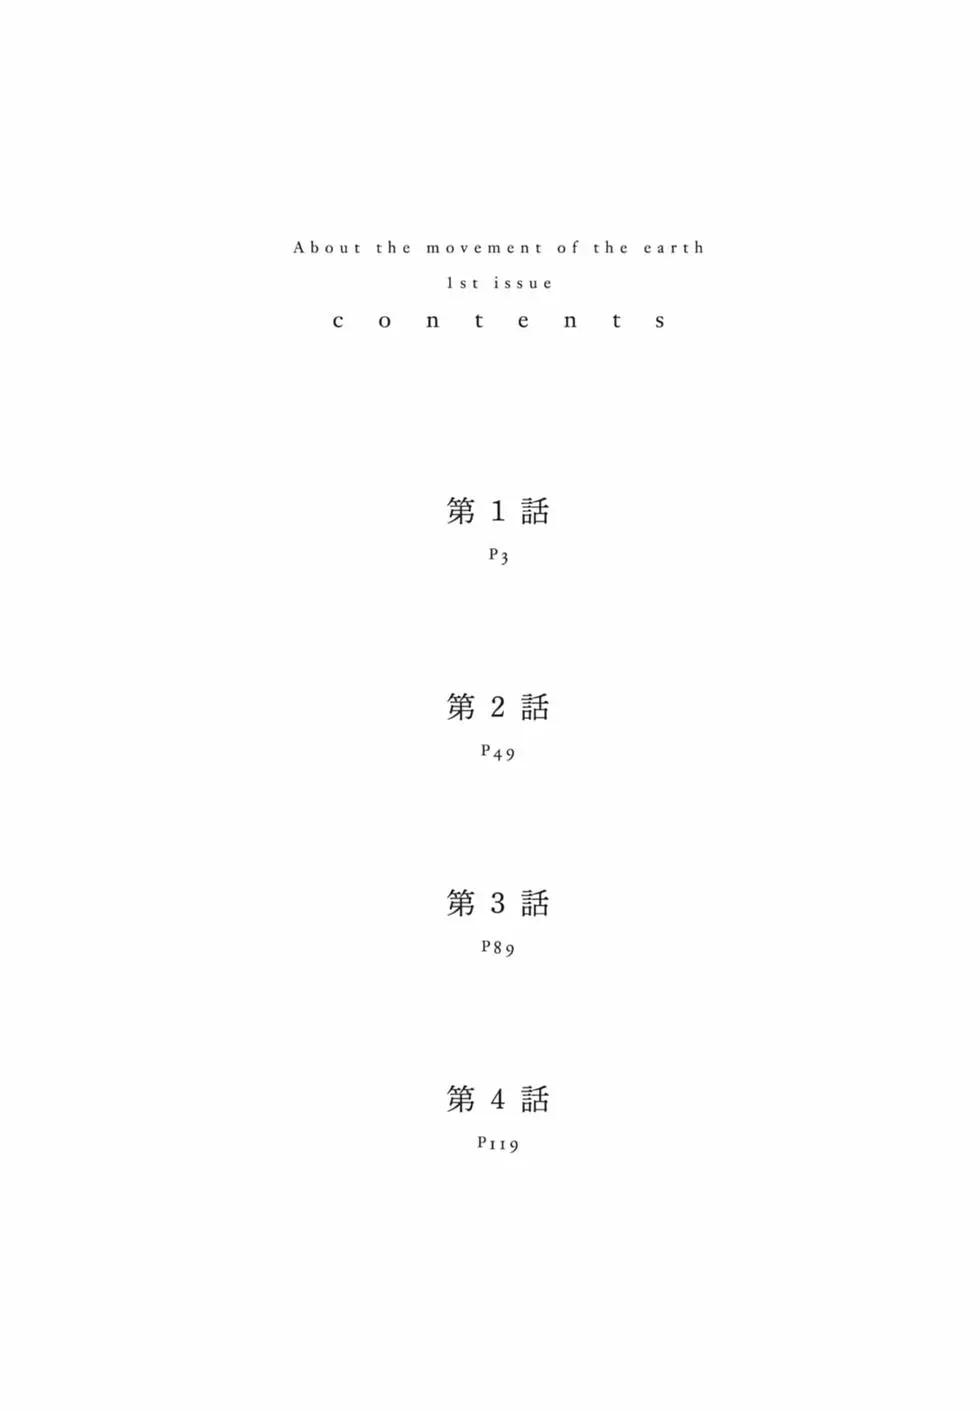 About the movement of the earth
1st issue
contents
第1話
P3
第2話
P49
第3話
P89
第4話
P119